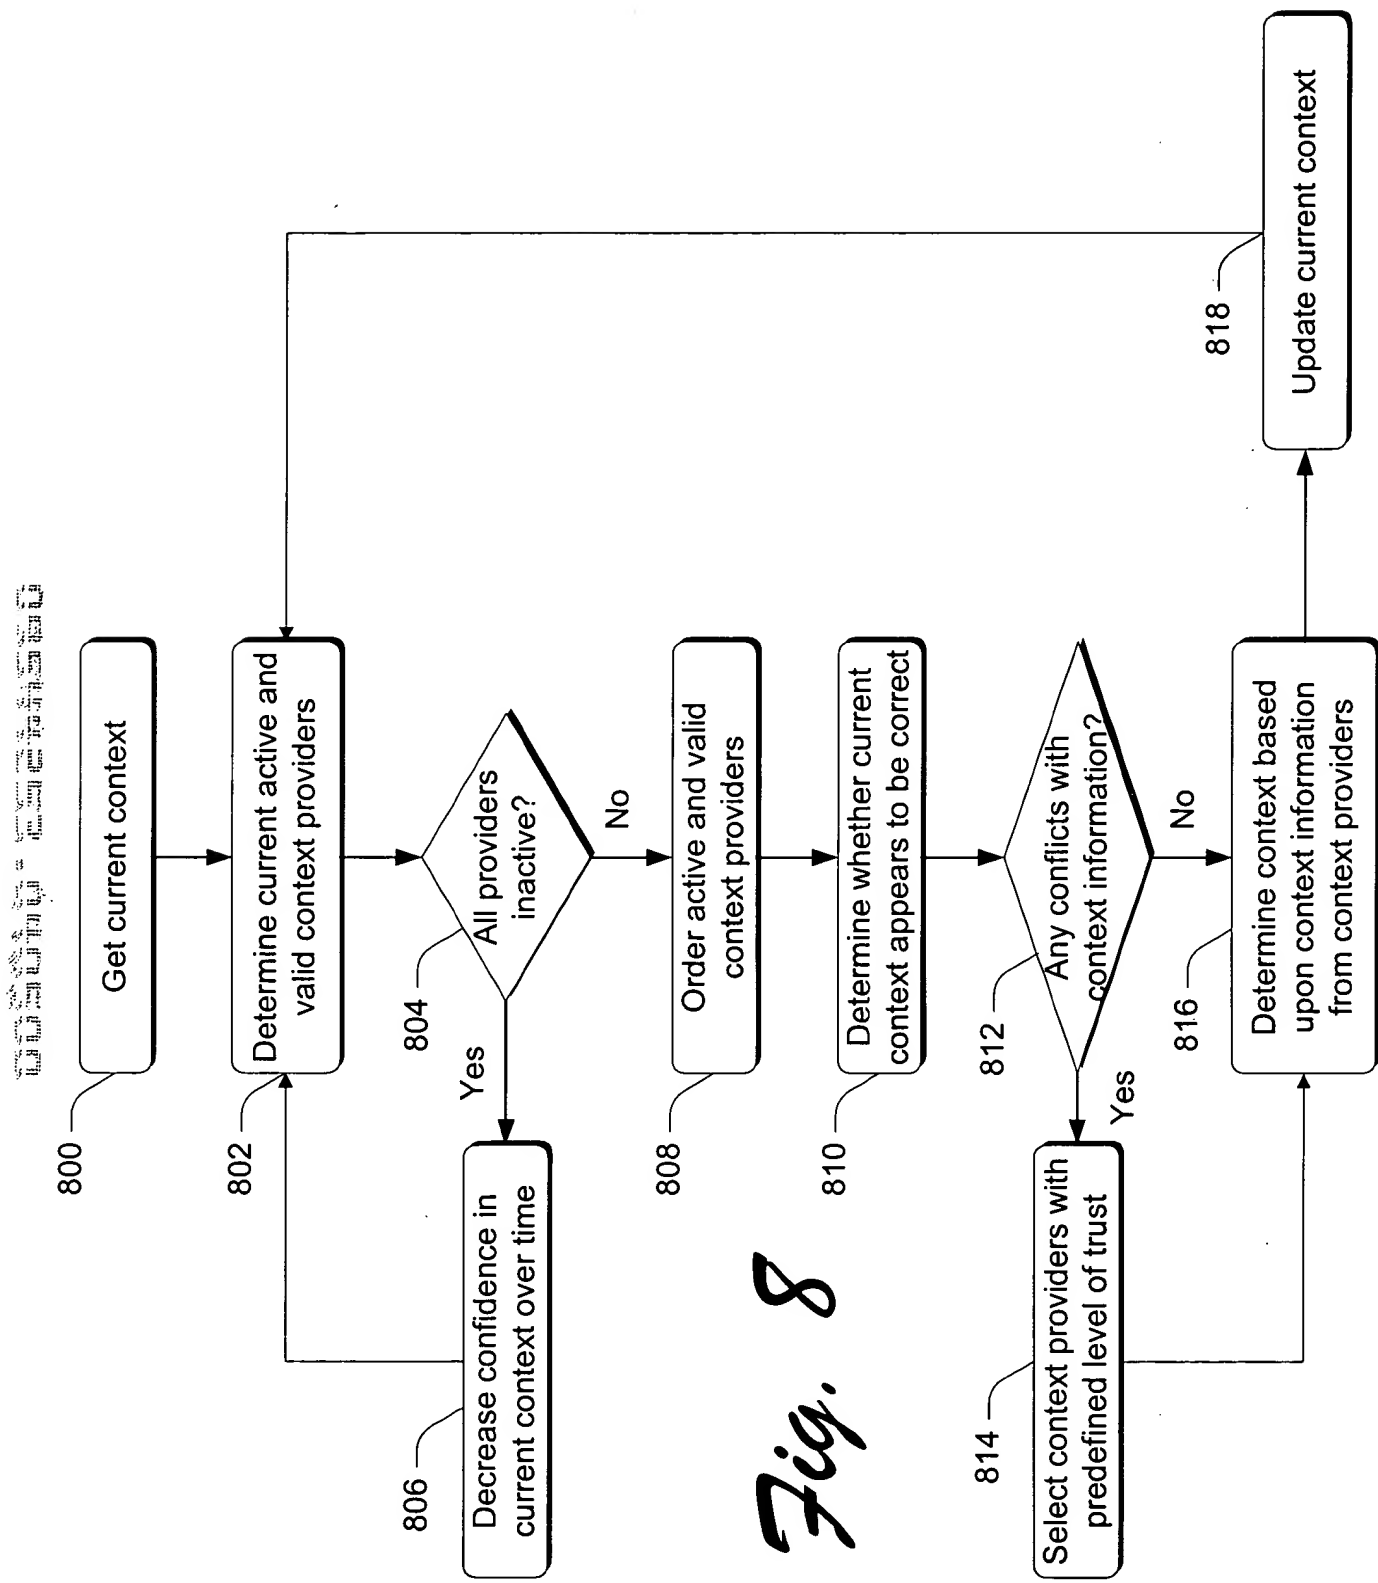 800
Get current context
802
Determine current active and
valid context providers
804
All providers
inactive?
Yes
No
806
Decrease confidence in
current context over time
808
Order active and valid
context providers
810
Determine whether current
context appears to be correct
812
Any conflicts with
context information?
Yes
No
814
Select context providers with
predefined level of trust
816
Determine context based
upon context information
from context providers
818
Update current context
Fig. 8